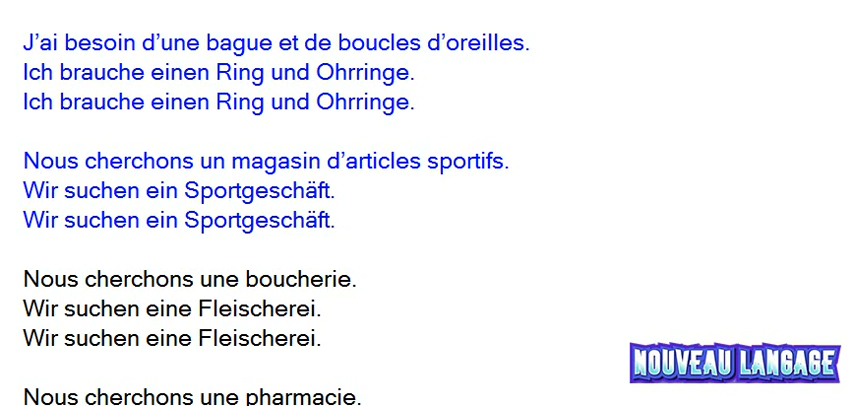 J’ai besoin d’une bague et de boucles d’oreilles.
Ich brauche einen Ring und Ohrringe.
Ich brauche einen Ring und Ohrringe.
Nous cherchons un magasin d’articles sportifs.
Wir suchen ein Sportgeschäft.
Wir suchen ein Sportgeschäft.
Nous cherchons une boucherie.
Wir suchen eine Fleischerei.
Wir suchen eine Fleischerei.
NOUVEAU LANGAGE
Nous cherchons une pharmacie.